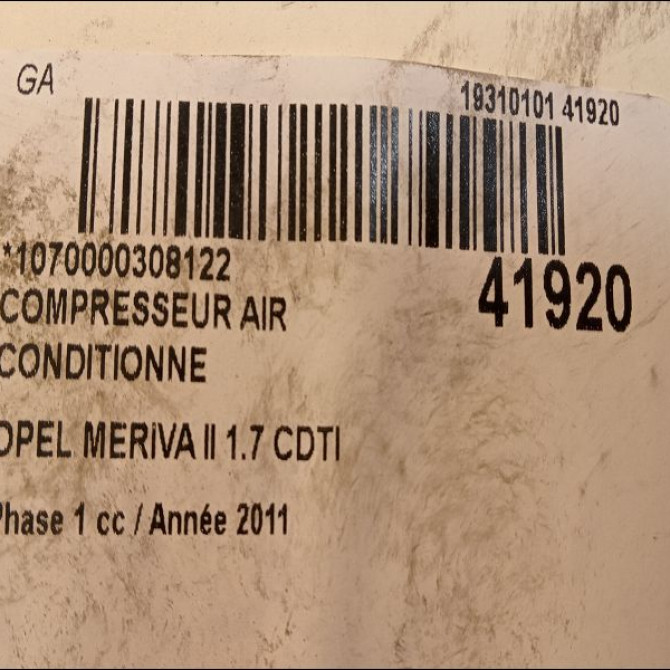 GA
19310101 41920
*1070000308122
41920
COMPRESSEUR AIR
CONDITIONNE
OPEL MERiVA II 1.7 CDTI
Phase 1 cc / Année 2011